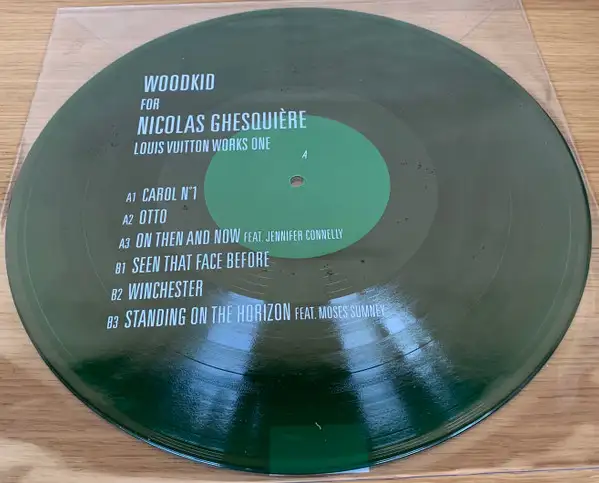 WOODKID
FOR
NICOLAS GHESQUIÈRE
LOUIS VUITTON WORKS ONE
A
A1 CAROL N°1
A2 OTTO
A3 ON THEN AND NOW FEAT. JENNIFER CONNELLY
B1 SEEN THAT FACE BEFORE
B2 WINCHESTER
B3 STANDING ON THE HORIZON FEAT. MOSES SUMNEY